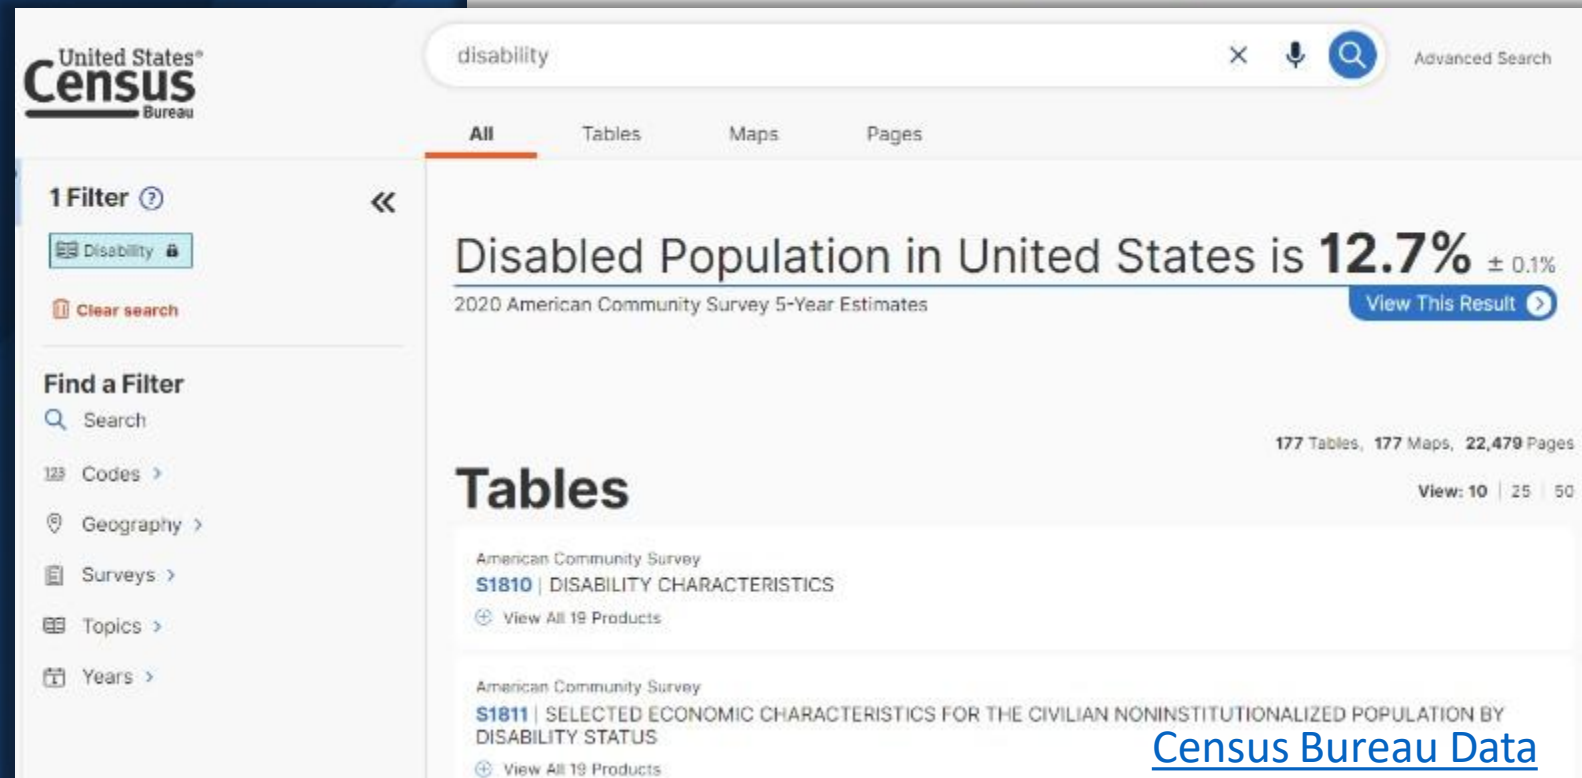 United States®
Census
Bureau
disability
Advanced Search
All Tables Maps Pages
1 Filter
Disability
Clear search
Find a Filter
Search
123 Codes
Geography
Surveys
Topics
Years
Disabled Population in United States is 12.7% ± 0.1%
2020 American Community Survey 5-Year Estimates
View This Result
177 Tables, 177 Maps, 22,479 Pages
Tables
View: 10 | 25 | 50
American Community Survey
S1810 | DISABILITY CHARACTERISTICS
View All 19 Products
American Community Survey
S1811 | SELECTED ECONOMIC CHARACTERISTICS FOR THE CIVILIAN NONINSTITUTIONALIZED POPULATION BY
DISABILITY STATUS
View All 19 Products
Census Bureau Data